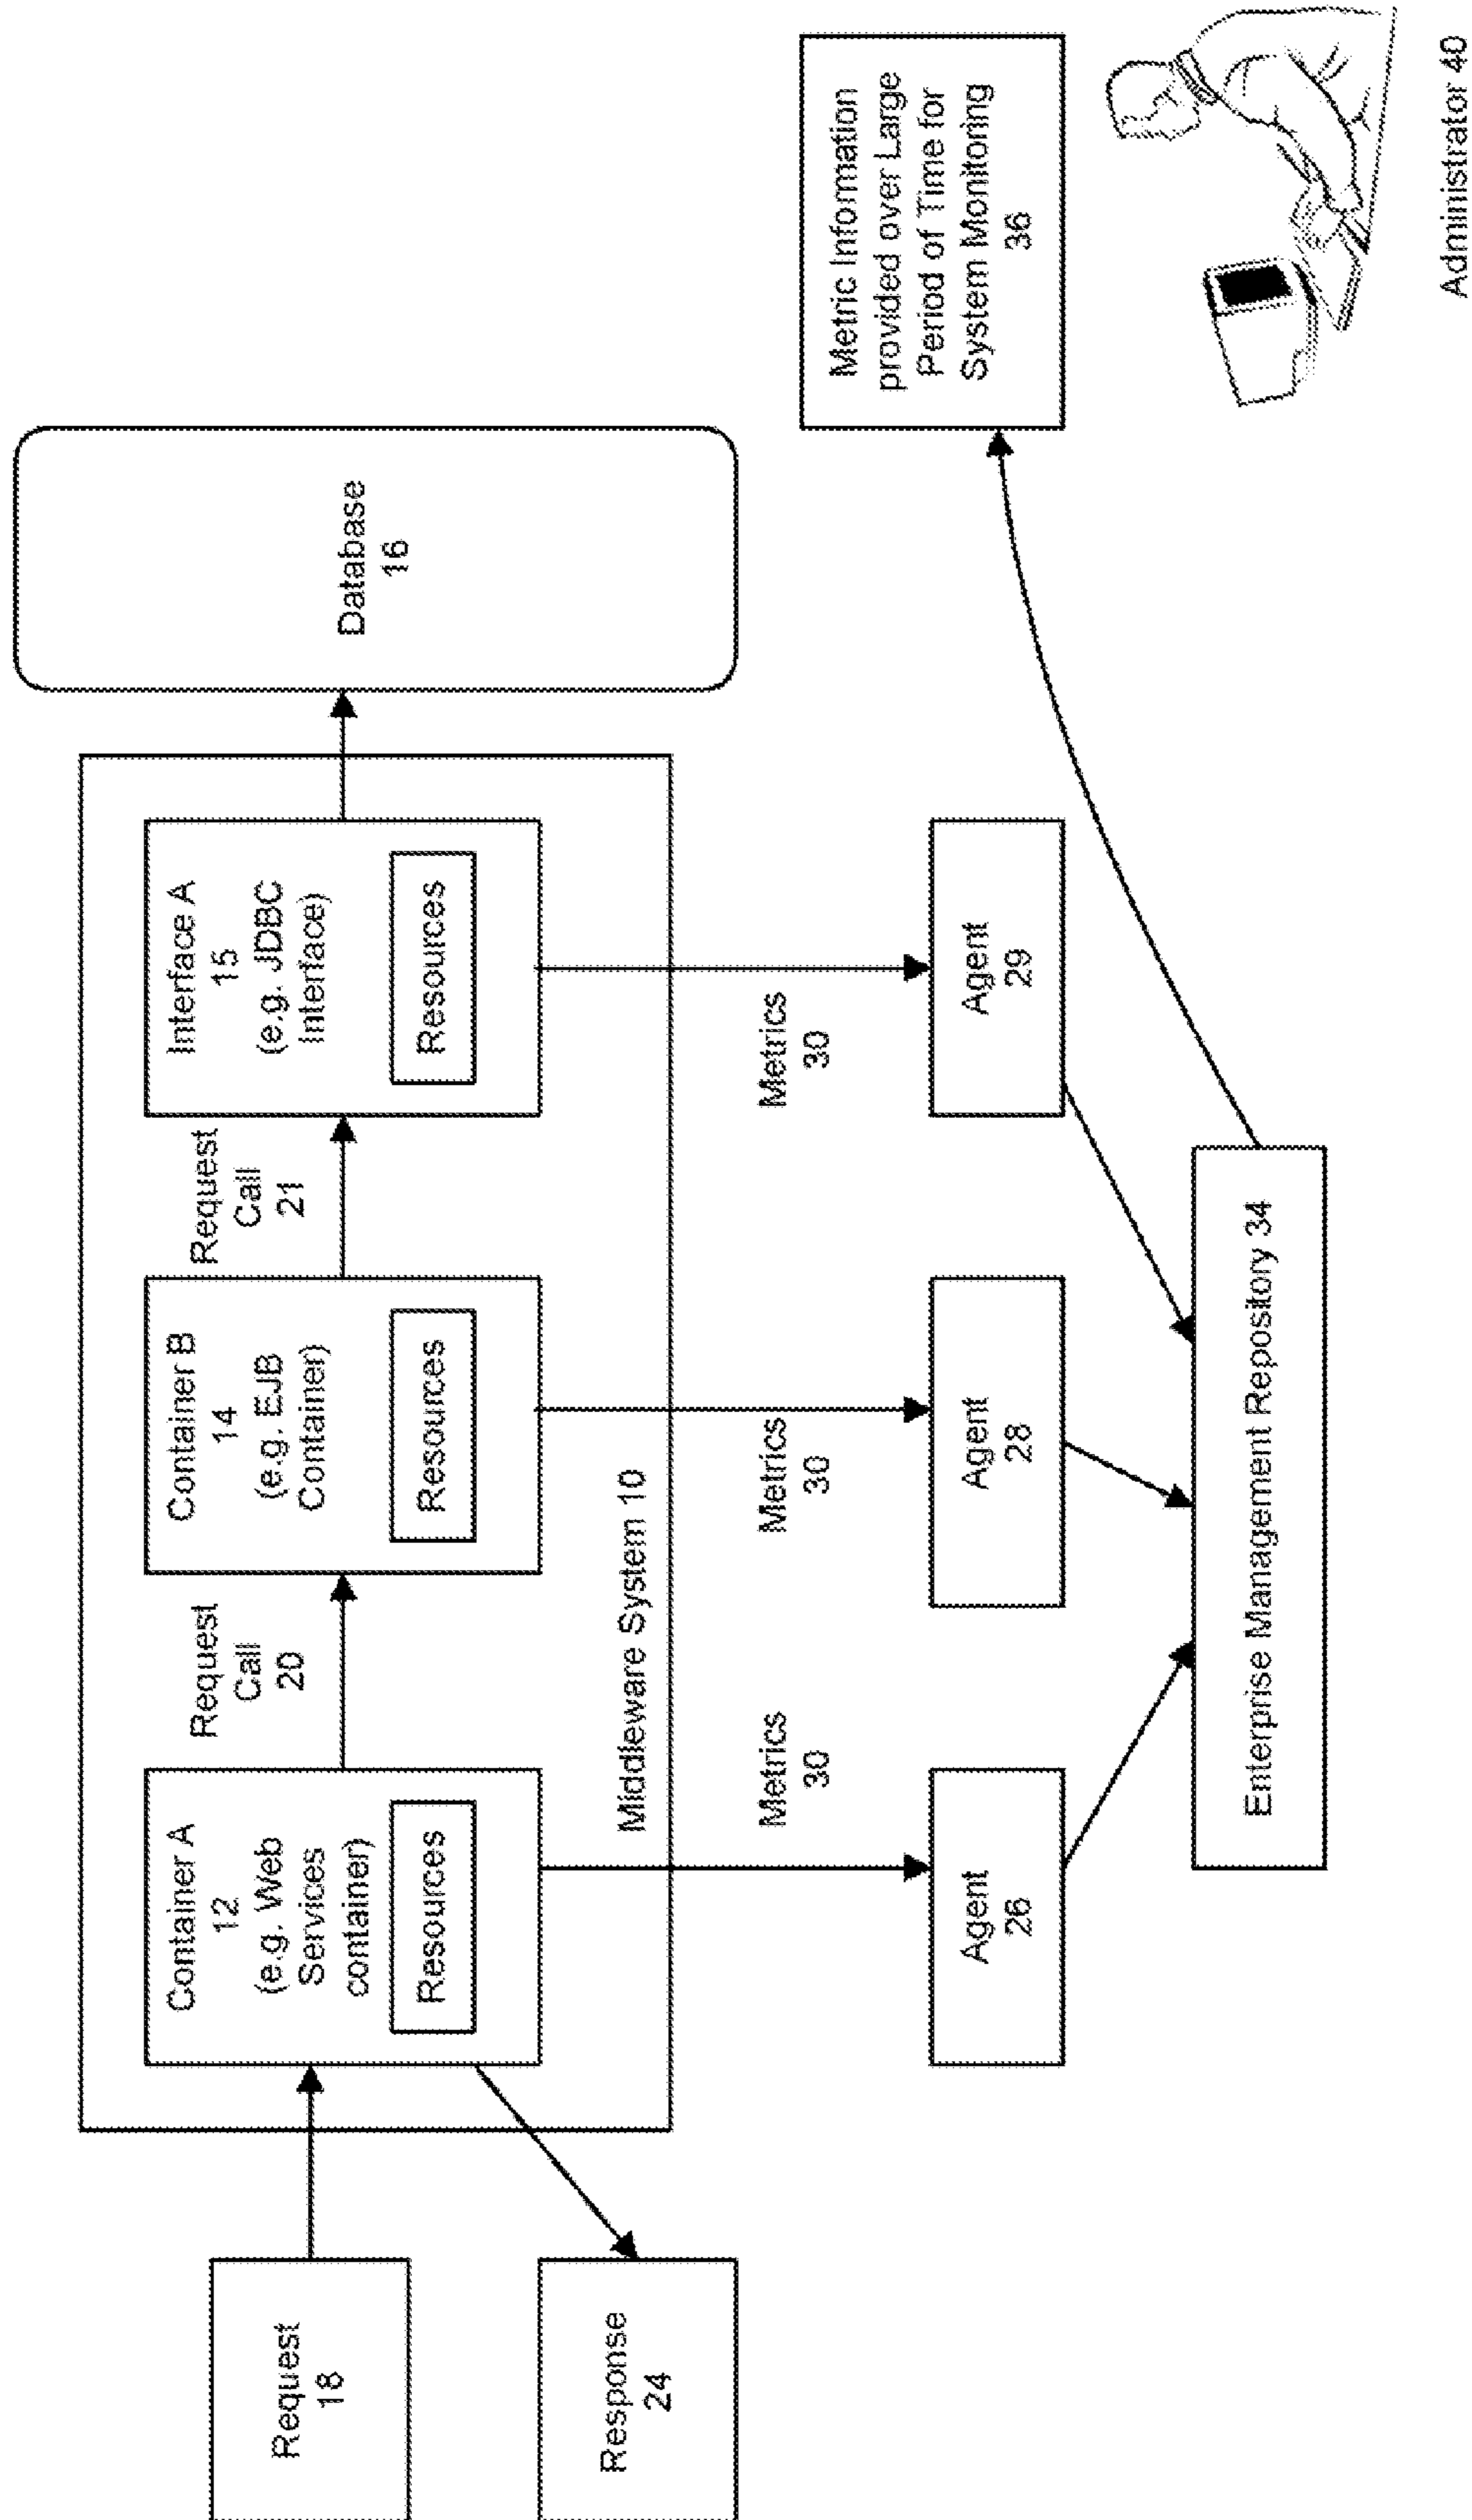 Request
18
Response
24
Container A
12
(e.g. Web
Services
container)
Resources
Request
Call
20
Container B
14
(e.g. EJB
Container)
Resources
Request
Call
21
Interface A
15
(e.g. JDBC
Interface)
Resources
Middleware System 10
Database
16
Metrics
30
Metrics
30
Metrics
30
Agent
26
Agent
28
Agent
29
Enterprise Management Repository 34
Metric Information
provided over Large
Period of Time for
System Monitoring
36
Administrator 40